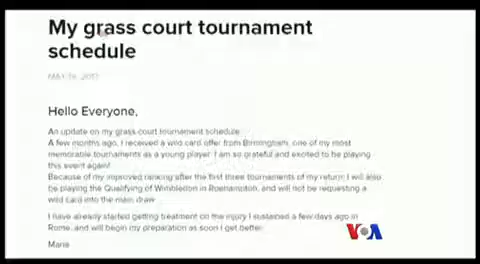 My grass court tournament
schedule
MAY 19, 2017
Hello Everyone,
An update on my grass court tournament schedule:
A few months ago, I received a wild card offer from Birmingham, one of my most
memorable tournaments as a young player. I am so grateful and excited to be playing
this event again!
Because of my improved ranking after the first three tournaments of my return, I will also
be playing the Qualifying of Wimbledon in Roehampton, and will not be requesting a
wild card into the main draw.
I have already started getting treatment on the injury I sustained a few days ago in
Rome, and will begin my preparation as soon I get better.
Maria
VOA